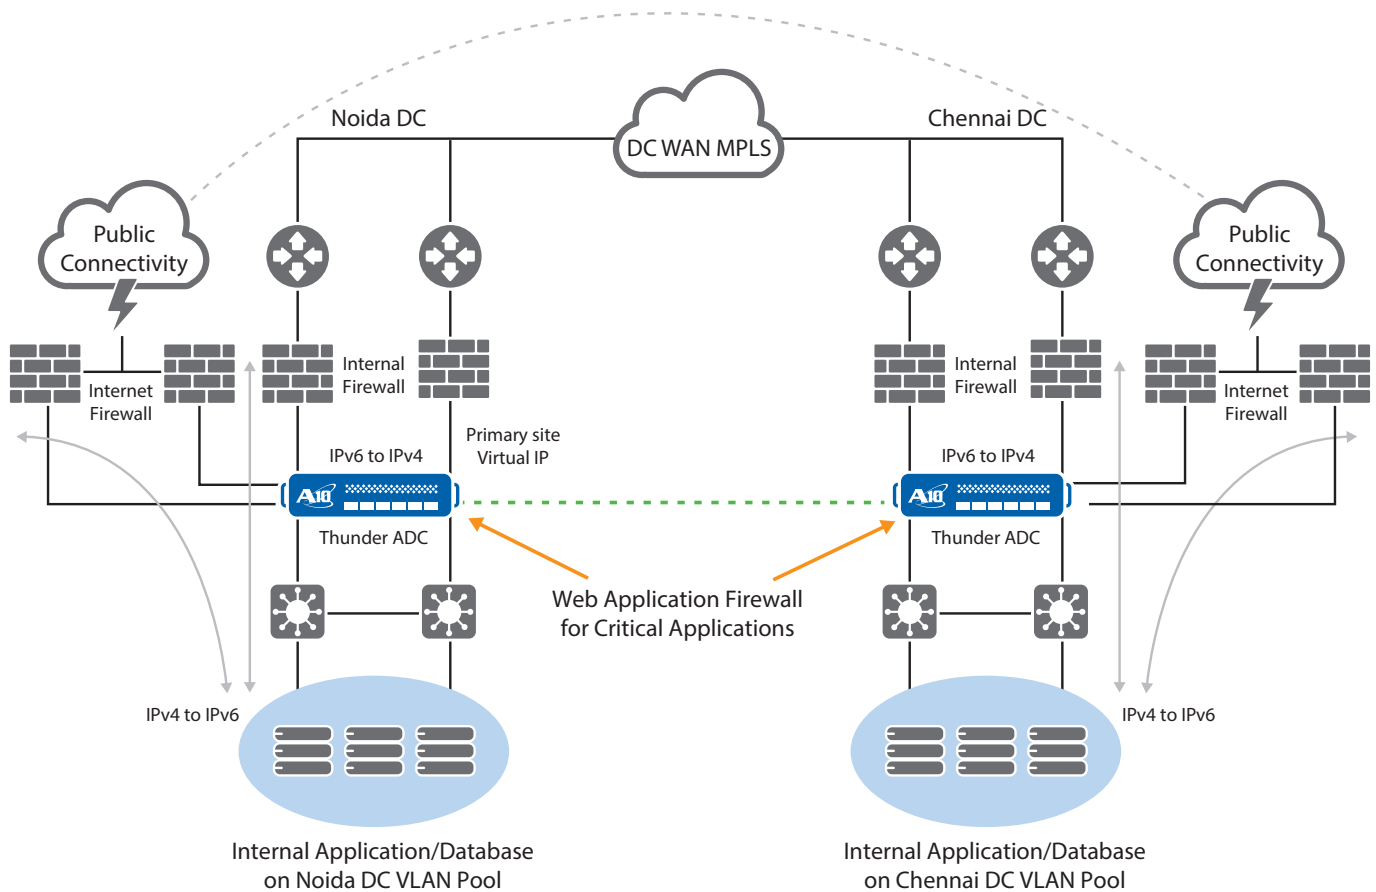 Noida DC
DC WAN MPLS
Chennai DC
Public
Connectivity
Public
Connectivity
Internet
Firewall
Internal
Firewall
Internal
Firewall
Internet
Firewall
Primary site
Virtual IP
IPv6 to IPv4
IPv6 to IPv4
A10
A10
Thunder ADC
Thunder ADC
Web Application Firewall
for Critical Applications
IPv4 to IPv6
IPv4 to IPv6
Internal Application/Database
on Noida DC VLAN Pool
Internal Application/Database
on Chennai DC VLAN Pool